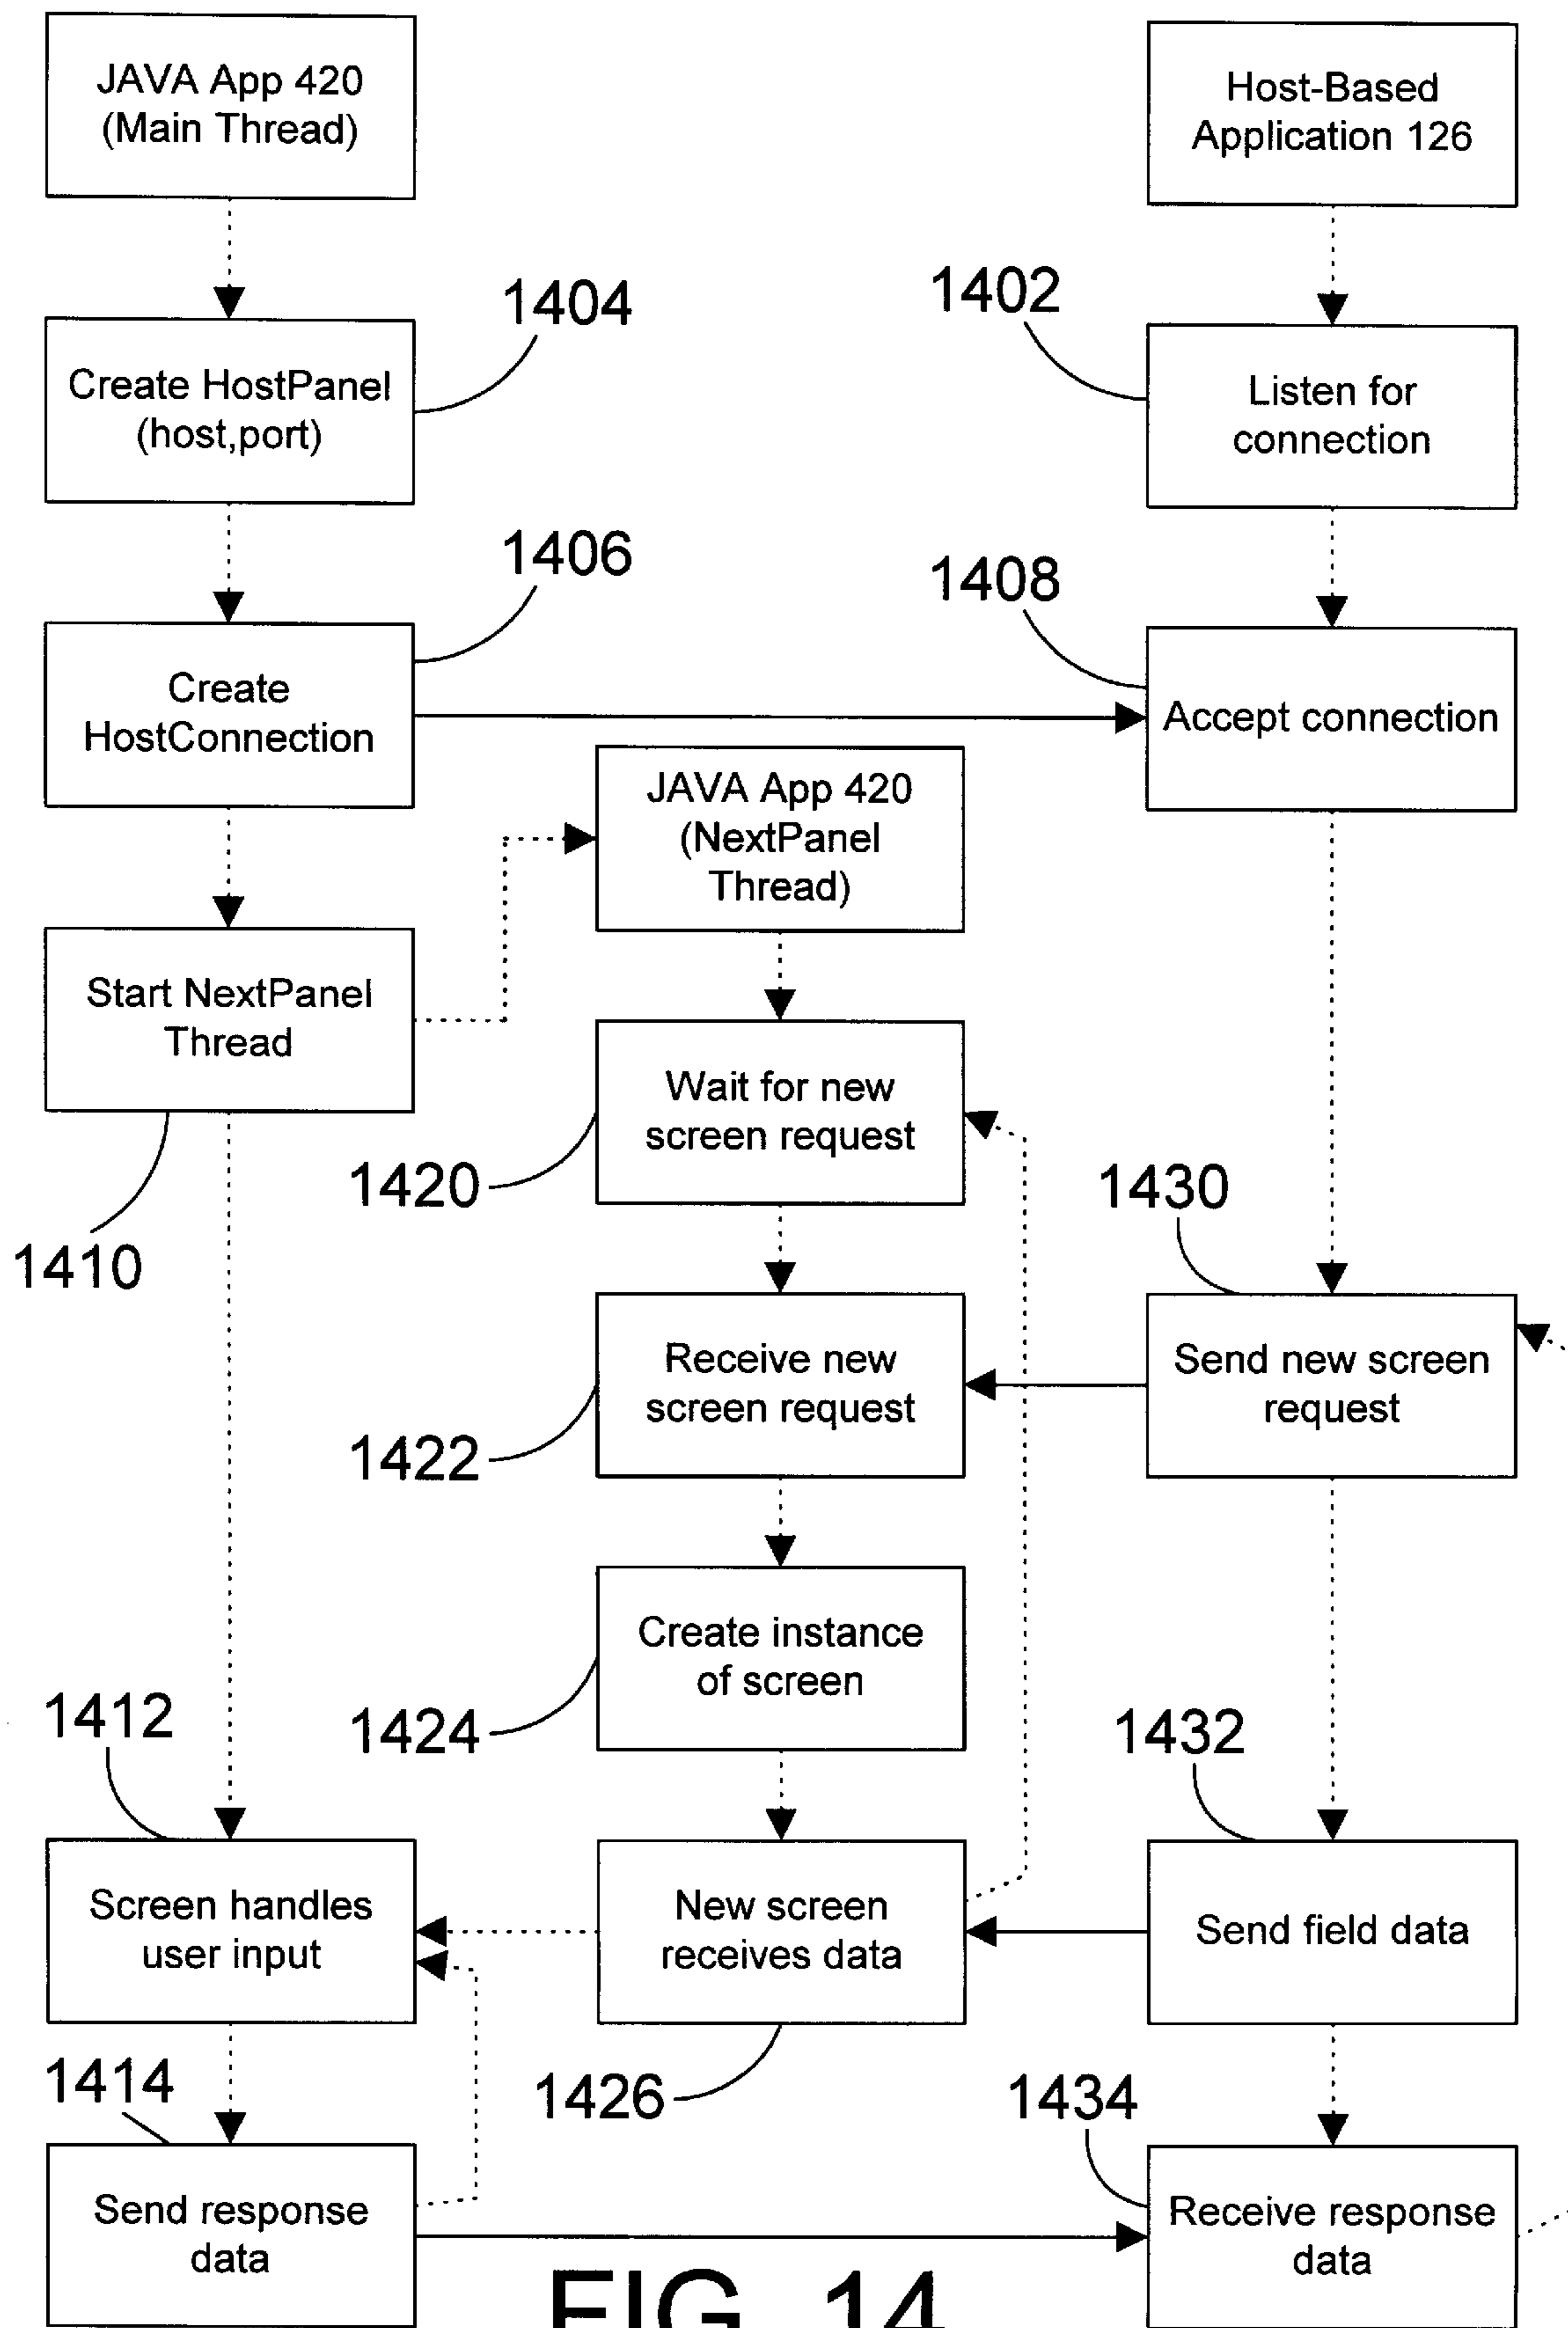 JAVA App 420
(Main Thread)
Host-Based
Application 126
1404
1402
Create HostPanel
(host,port)
Listen for
connection
1406
1408
Create
HostConnection
Accept connection
JAVA App 420
(NextPanel
Thread)
Start NextPanel
Thread
1410
Wait for new
screen request
1420
1430
Receive new
screen request
Send new screen
request
1422
Create instance
of screen
1424
1412
1432
Screen handles
user input
New screen
receives data
Send field data
1414
1426
1434
Send response
data
Receive response
data
FIG. 14